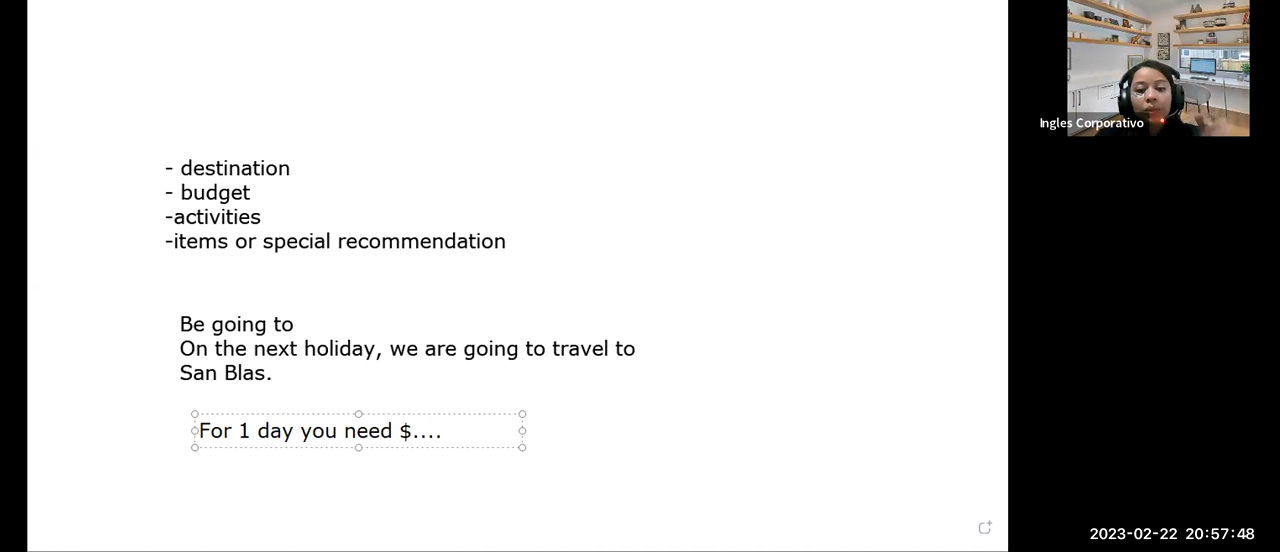 - destination
- budget
-activities
-items or special recommendation
Be going to
On the next holiday, we are going to travel to
San Blas.
For 1 day you need $....
Ingles Corporativo
2023-02-22 20:57:48